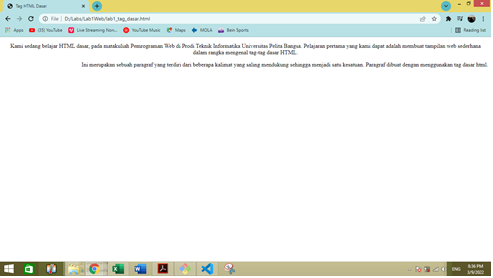 Tag HTML Dasar
File | D:/Labs/Lab1Web/lab1_tag_dasar.html
Apps (15) YouTube Live Streaming Non... YouTube Music Maps MOLA Bein Sports Reading list
Kami sedang belajar HTML dasar, pada matakuliah Pemrograman Web di Prodi Teknik Informatika Universitas Pelita Bangsa. Pelajaran pertama yang kami dapat adalah membuat tampilan web sederhana
dalam rangka mengenal tag-tag dasar HTML.
Ini merupakan sebuah paragraf yang terdiri dari beberapa kalimat yang saling mendukung sehingga menjadi satu kesatuan. Paragraf dibuat dengan menggunakan tag dasar html.
ENG
8:36 PM
3/9/2022